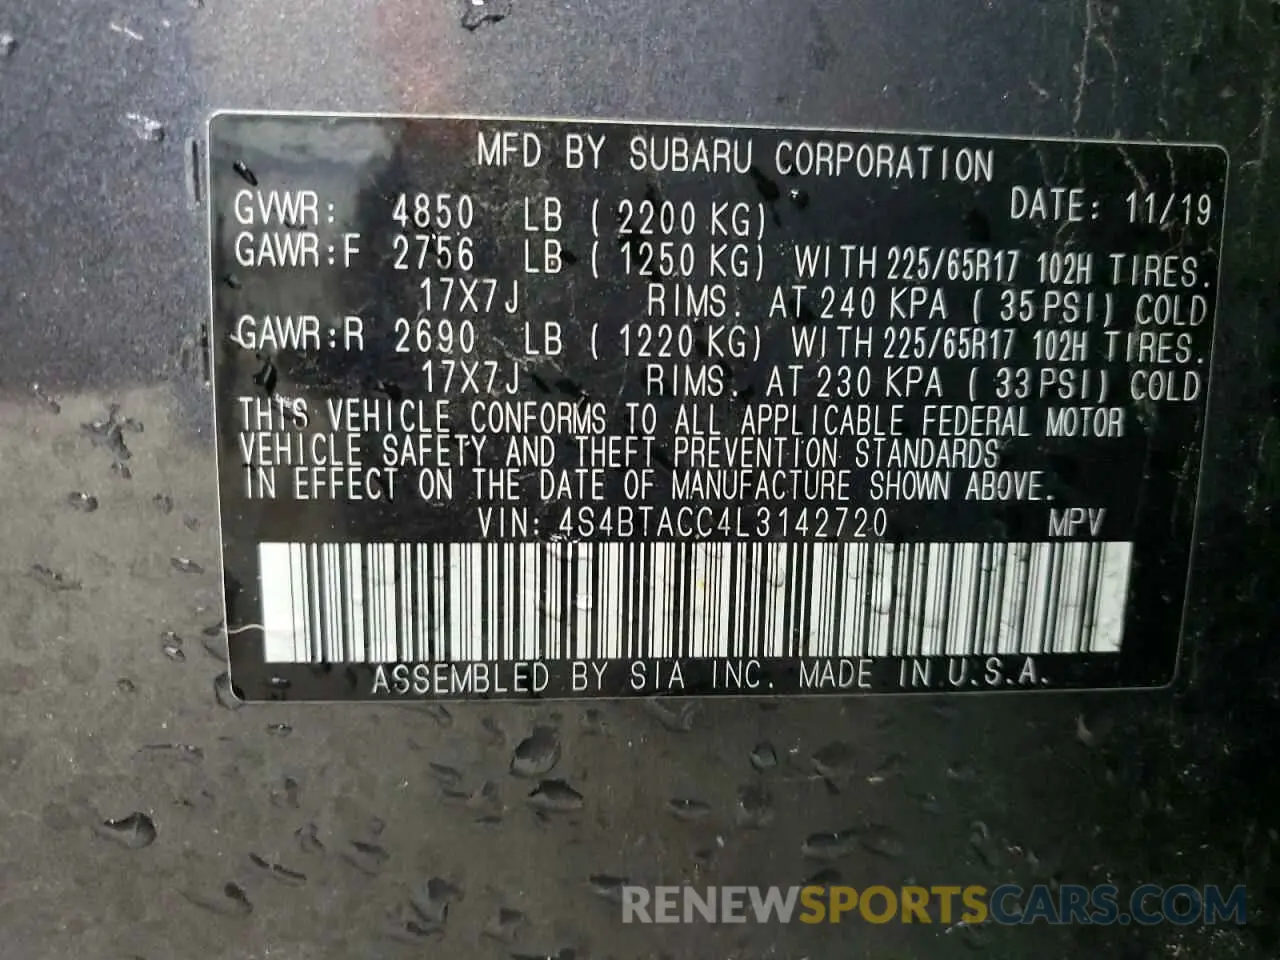 MFD BY SUBARU CORPORATION
GVWR: 4850 LB ( 2200 KG) DATE: 11/19
GAWR:F 2756 LB ( 1250 KG) WITH 225/65R17 102H TIRES.
17X7J RIMS. AT 240 KPA ( 35 PSI) COLD
GAWR:R 2690 LB ( 1220 KG) WITH 225/65R17 102H TIRES.
17X7J RIMS. AT 230 KPA ( 33 PSI) COLD
THIS VEHICLE CONFORMS TO ALL APPLICABLE FEDERAL MOTOR
VEHICLE SAFETY AND THEFT PREVENTION STANDARDS
IN EFFECT ON THE DATE OF MANUFACTURE SHOWN ABOVE.
VIN: 4S4BTACC4L3142720 MPV
ASSEMBLED BY SIA INC. MADE IN U.S.A.
RENEWSPORTSCARS.COM